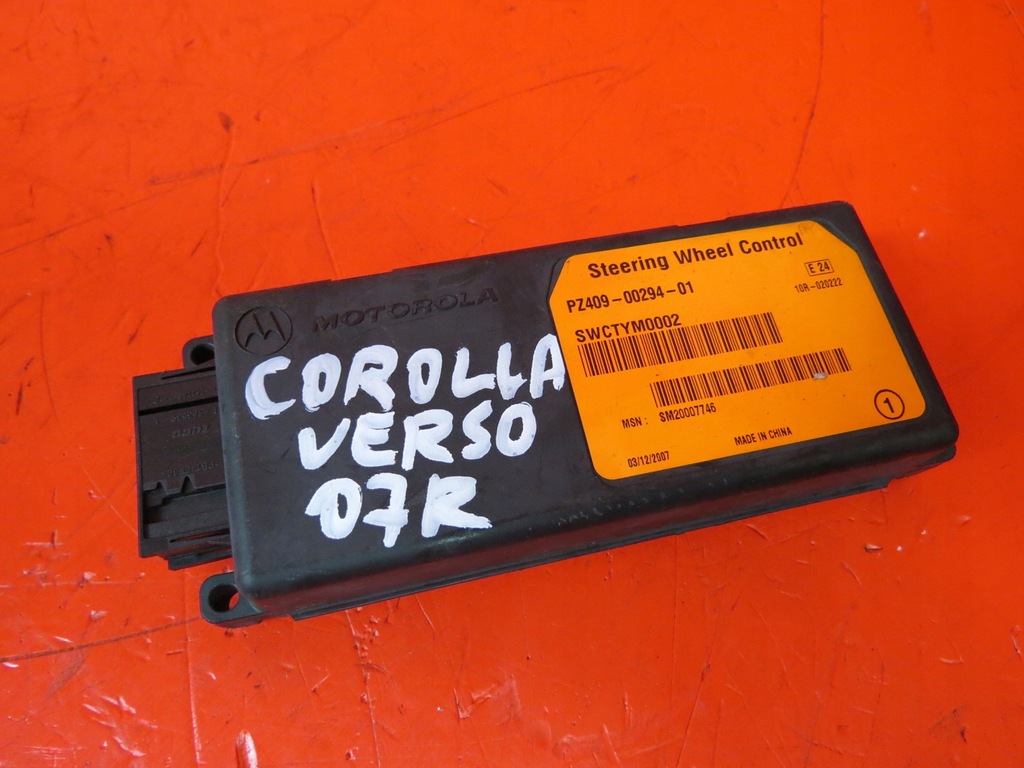 MOTOROLA
COROLLA
VERSO
07R
Steering Wheel Control
E 24
PZ409-00294-01
10R-020222
SWCTYM0002
MSN : SM20007746
1
MADE IN CHINA
03/12/2007